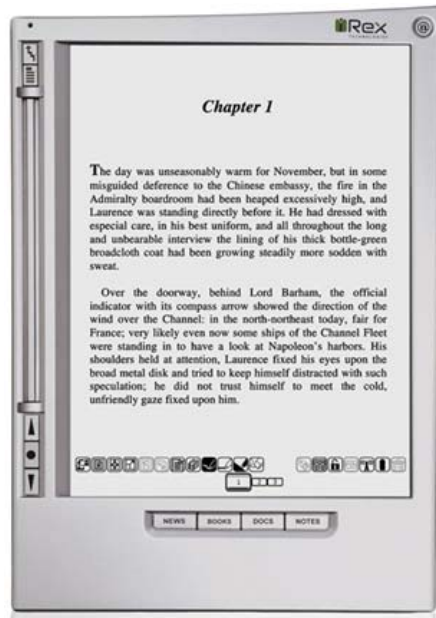 iRex
TECHNOLOGIES
Chapter 1
The day was unseasonably warm for November, but in some
misguided deference to the Chinese embassy, the fire in the
Admiralty boardroom had been heaped excessively high, and
Laurence was standing directly before it. He had dressed with
especial care, in his best uniform, and all throughout the long
and unbearable interview the lining of his thick bottle-green
broadcloth coat had been growing steadily more sodden with
sweat.
Over the doorway, behind Lord Barham, the official
indicator with its compass arrow showed the direction of the
wind over the Channel: in the north-northeast today, fair for
France; very likely even now some ships of the Channel Fleet
were standing in to have a look at Napoleon's harbors. His
shoulders held at attention, Laurence fixed his eyes upon the
broad metal disk and tried to keep himself distracted with such
speculation; he did not trust himself to meet the cold,
unfriendly gaze fixed upon him.
1
NEWS BOOKS DOCS NOTES